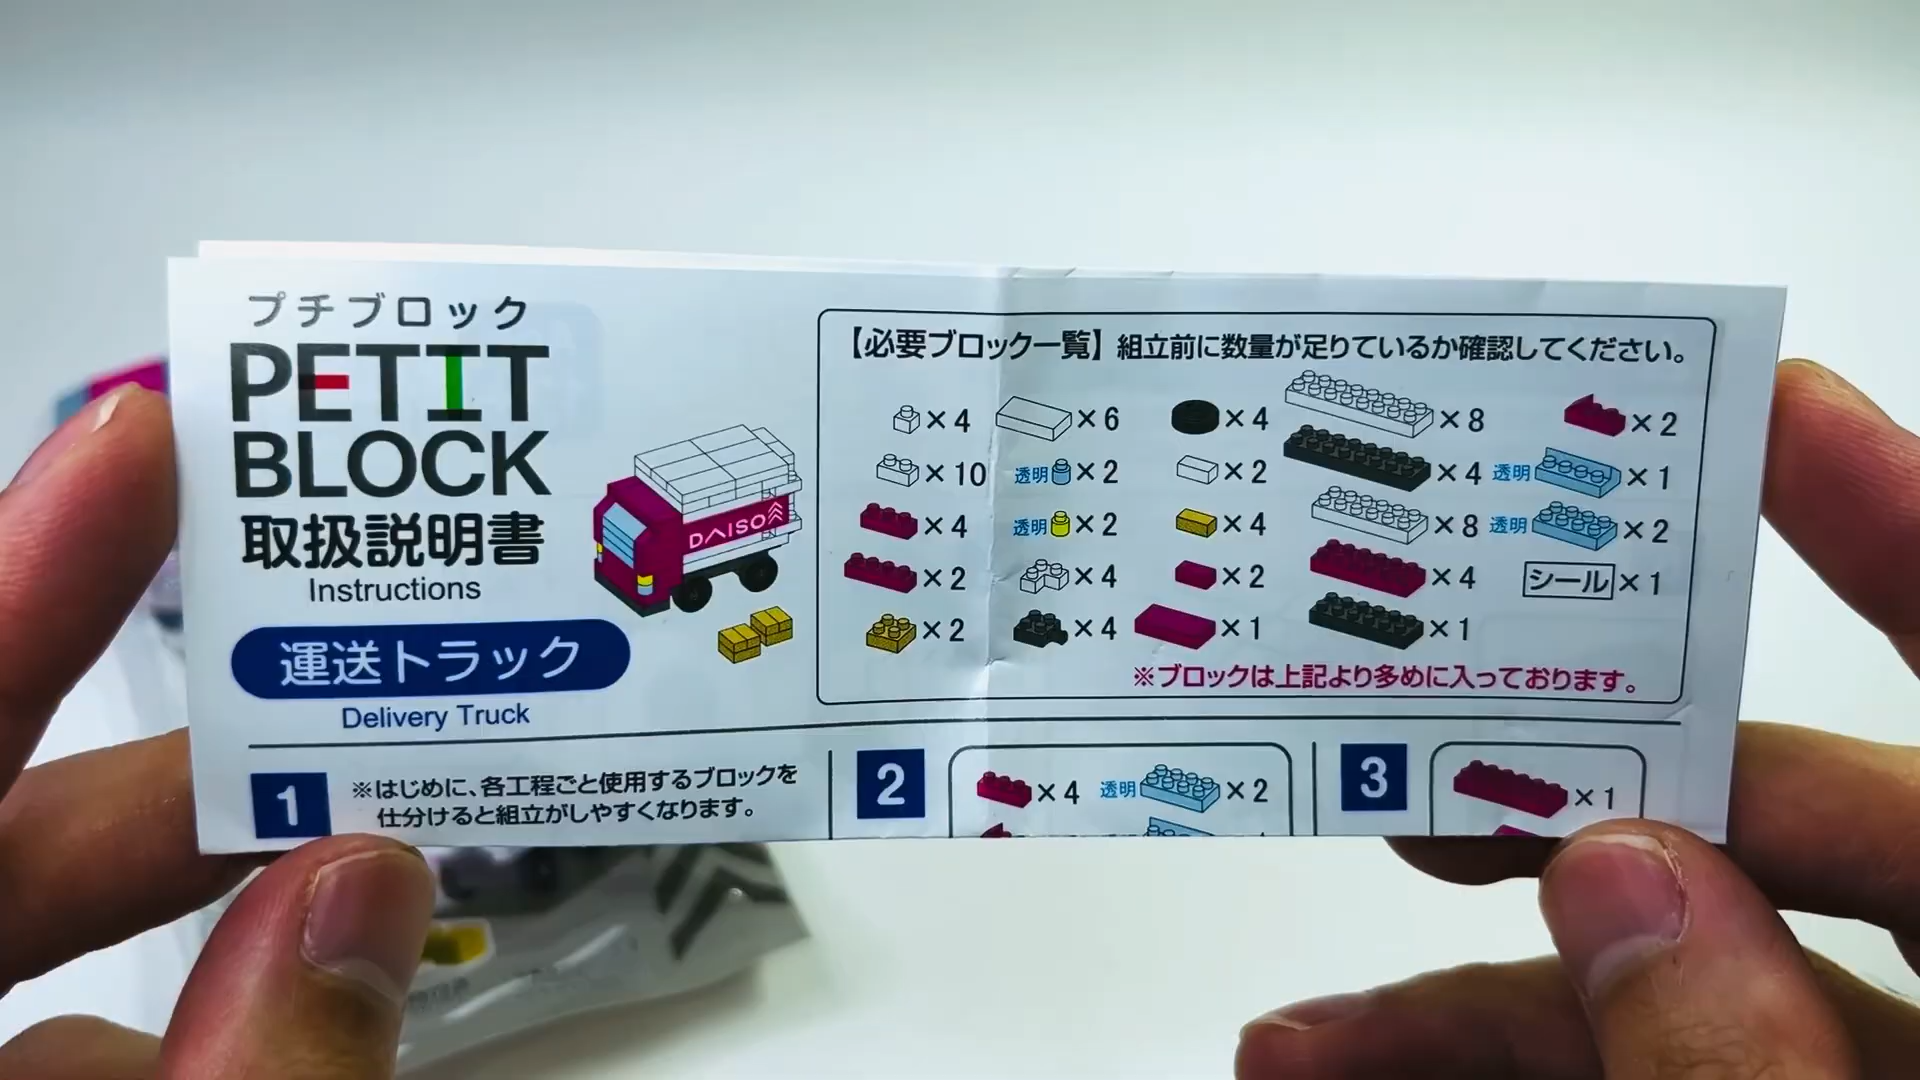 プチブロック
PETIT
BLOCK
取扱説明書
Instructions
運送トラック
Delivery Truck
DAISO
【必要ブロック一覧】組立前に数量が足りているか確認してください。
×4 ×6 ×4 ×8 ×2
×10 透明 ×2 ×2 ×4 透明 ×1
×4 透明 ×2 ×4 ×8 透明 ×2
×2 ×4 ×2 ×4 シール ×1
×2 ×4 ×1 ×1
※ブロックは上記より多めに入っております。
1 ※はじめに、各工程ごと使用するブロックを
仕分けると組立がしやすくなります。
2 ×4 透明 ×2
3 ×1